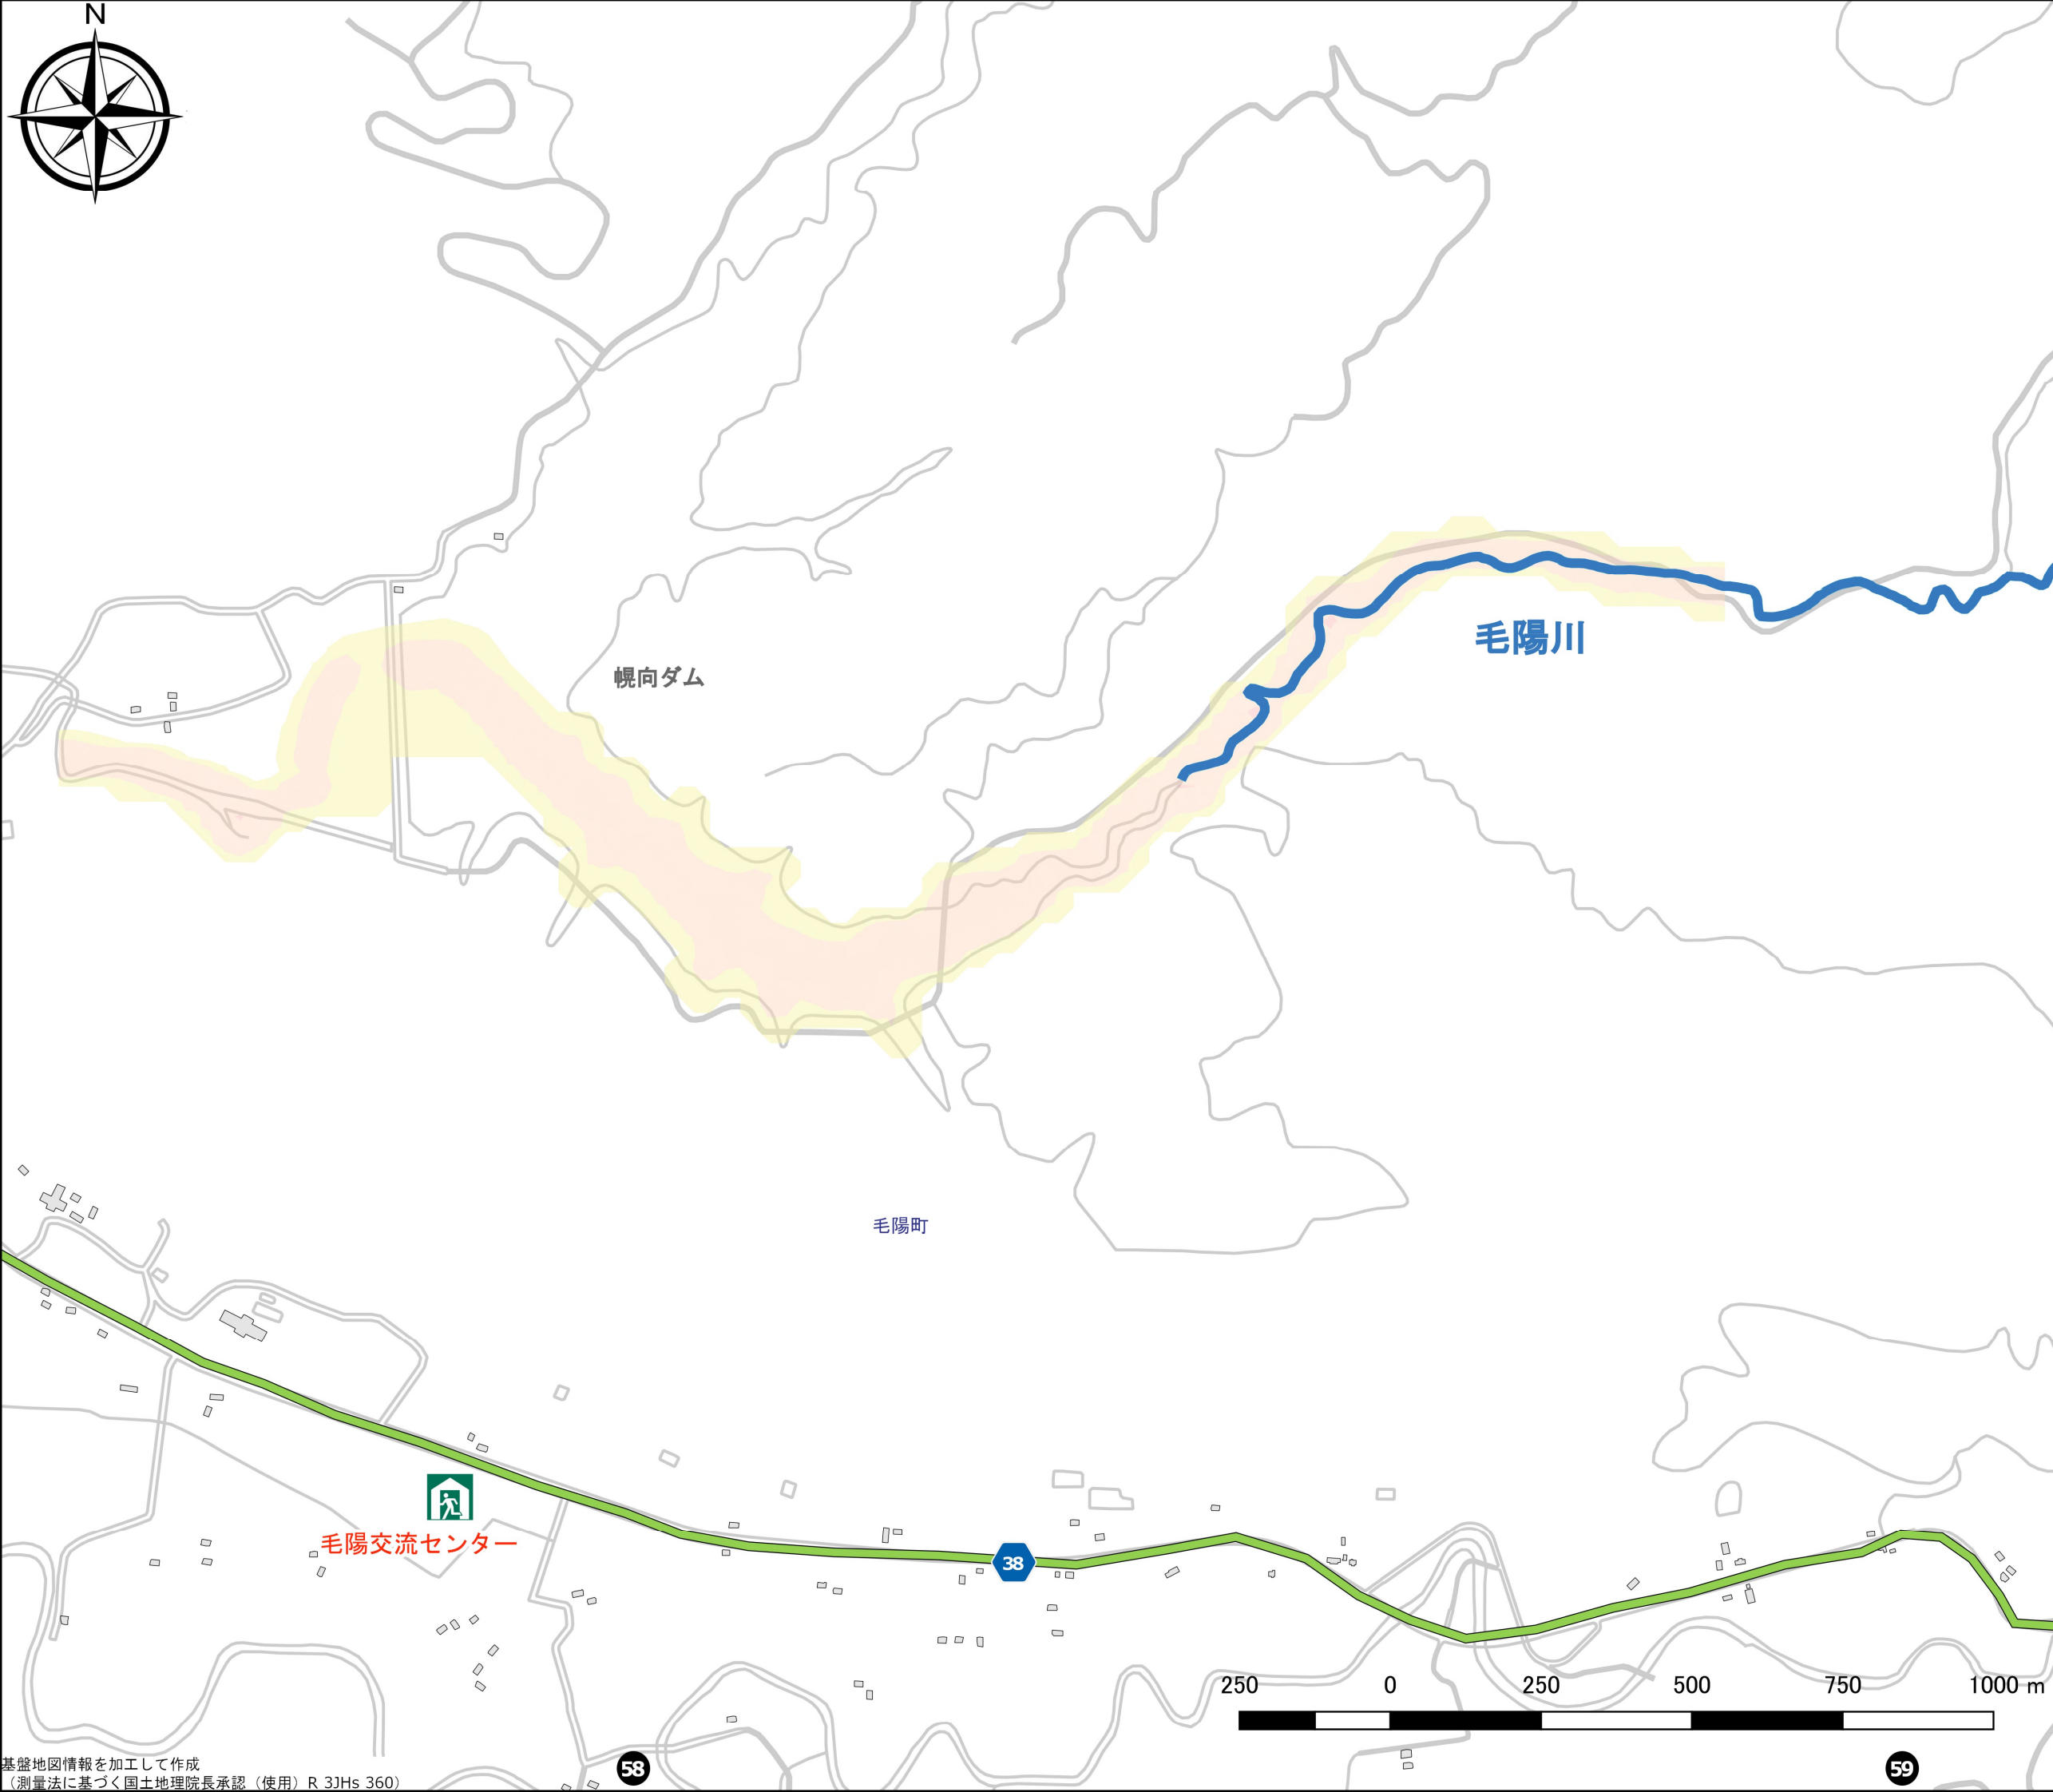 N
幌向ダム
毛陽川
毛陽町
毛陽交流センター
38
250 0 250 500 750 1000 m
58
59
基盤地図情報を加工して作成
（測量法に基づく国土地理院長承認（使用）R 3JHs 360）